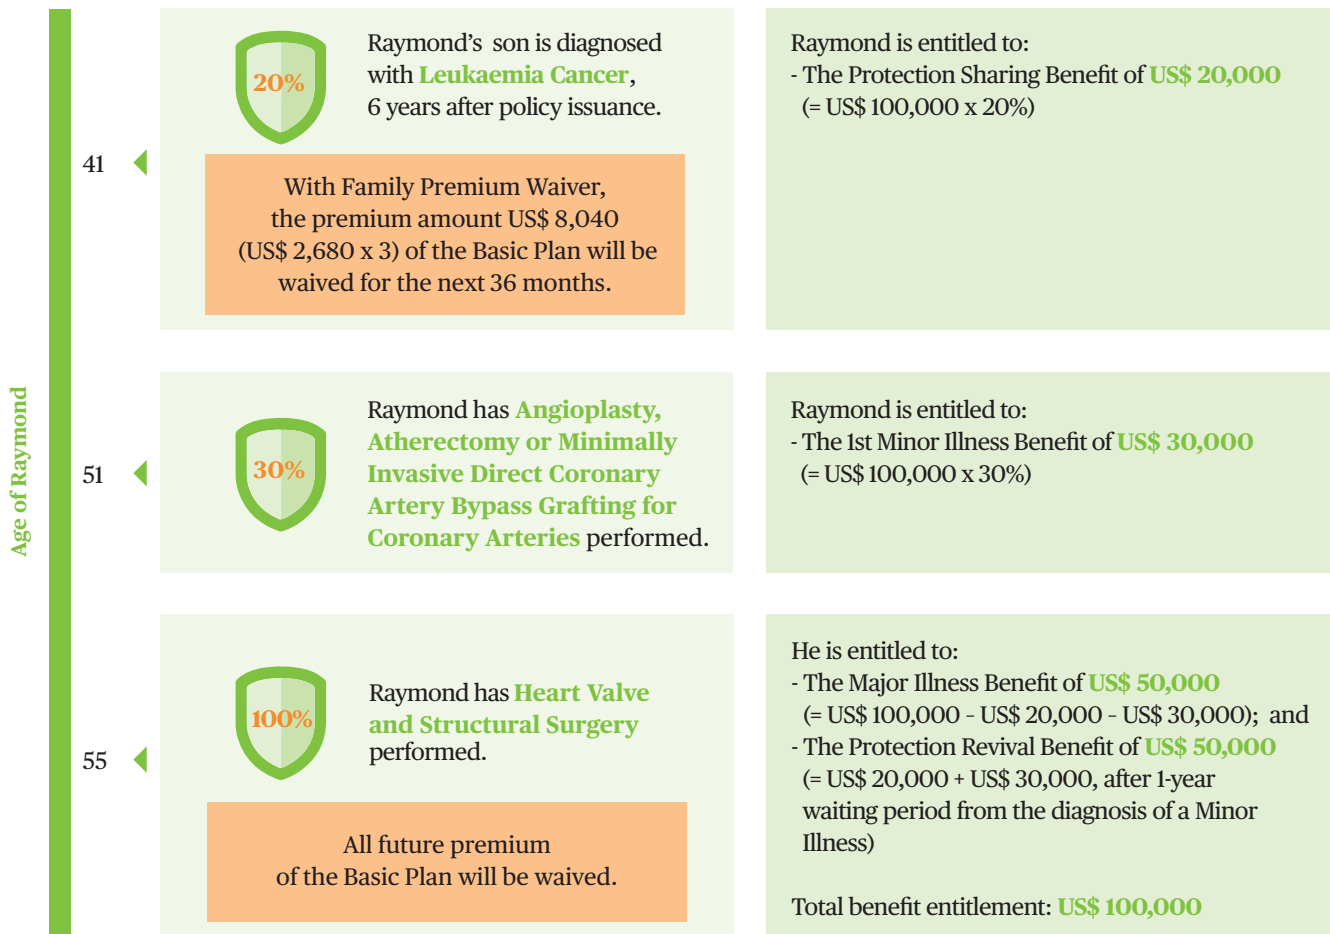 Age of Raymond
41
20%
Raymond's son is diagnosed
with Leukaemia Cancer,
6 years after policy issuance.
With Family Premium Waiver,
the premium amount US$ 8,040
(US$ 2,680 x 3) of the Basic Plan will be
waived for the next 36 months.
Raymond is entitled to:
- The Protection Sharing Benefit of US$ 20,000
(= US$ 100,000 x 20%)
51
30%
Raymond has Angioplasty,
Atherectomy or Minimally
Invasive Direct Coronary
Artery Bypass Grafting for
Coronary Arteries performed.
Raymond is entitled to:
- The 1st Minor Illness Benefit of US$ 30,000
(= US$ 100,000 x 30%)
55
100%
Raymond has Heart Valve
and Structural Surgery
performed.
All future premium
of the Basic Plan will be waived.
He is entitled to:
- The Major Illness Benefit of US$ 50,000
(= US$ 100,000 – US$ 20,000 – US$ 30,000); and
- The Protection Revival Benefit of US$ 50,000
(= US$ 20,000 + US$ 30,000, after 1-year
waiting period from the diagnosis of a Minor
Illness)
Total benefit entitlement: US$ 100,000